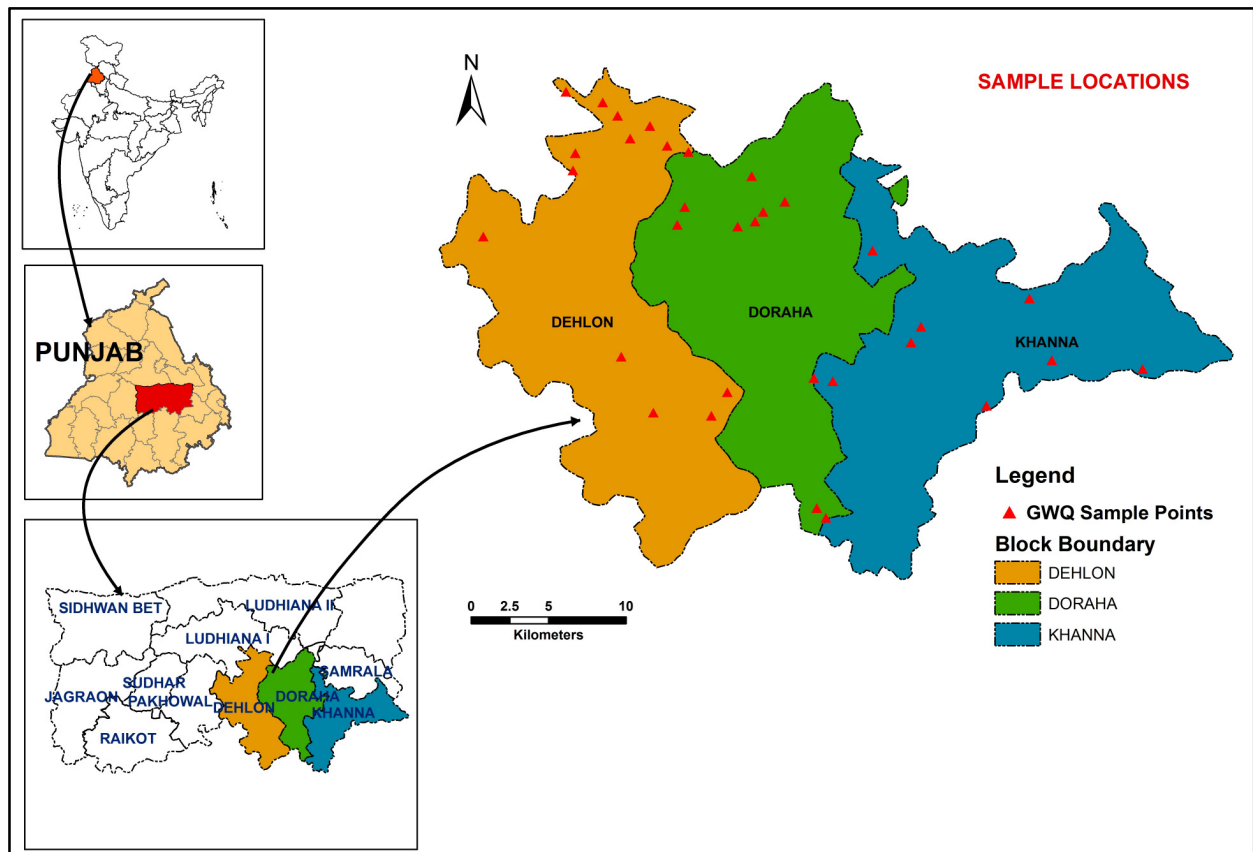 N
SAMPLE LOCATIONS
PUNJAB
DEHLON
DORAHA
KHANNA
Legend
GWQ Sample Points
Block Boundary
DEHLON
DORAHA
KHANNA
0 2.5 5 10
Kilometers
SIDHWAN BET
LUDHIANA II
LUDHIANA I
SAMRALA
SUDHAR
JAGRAON
PAKHOWAL
DEHLON
DORAHA
KHANNA
RAIKOT